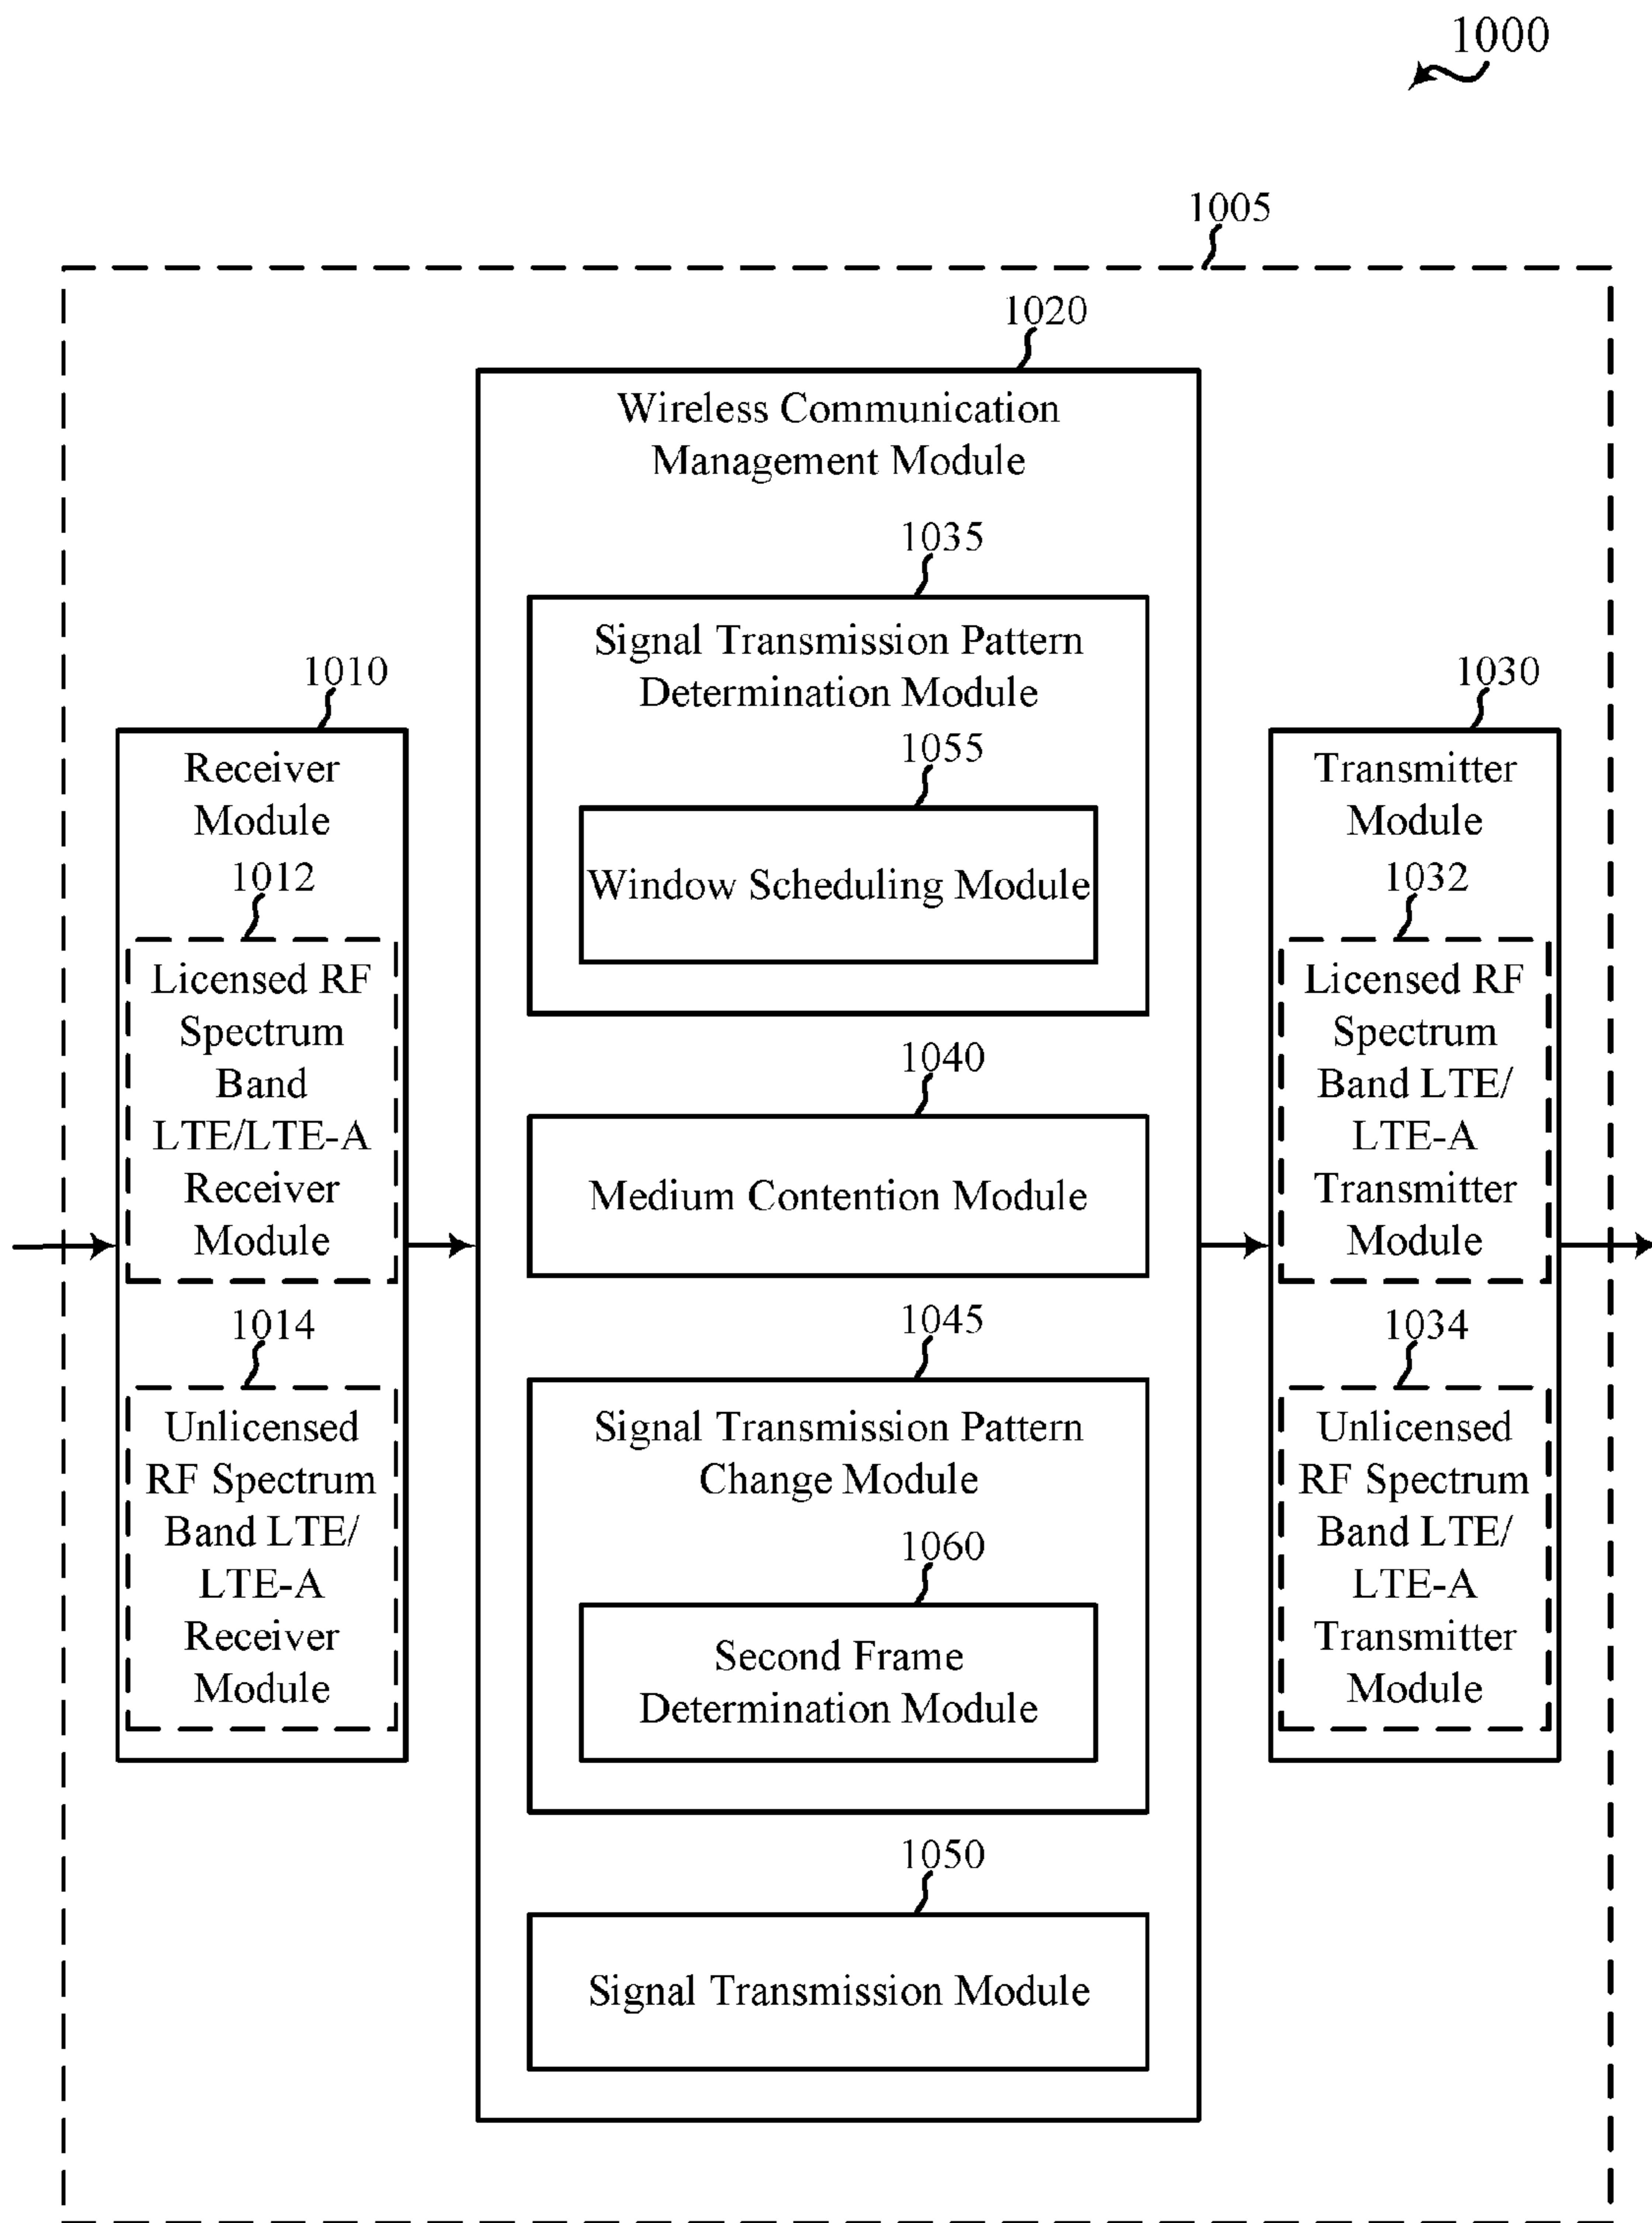 1000
1005
1020
Wireless Communication
Management Module
1035
Signal Transmission Pattern
Determination Module
1055
Window Scheduling Module
1040
Medium Contention Module
1045
Signal Transmission Pattern
Change Module
1060
Second Frame
Determination Module
1050
Signal Transmission Module
1010
Receiver
Module
1012
Licensed RF
Spectrum
Band
LTE/LTE-A
Receiver
Module
1014
Unlicensed
RF Spectrum
Band LTE/
LTE-A
Receiver
Module
1030
Transmitter
Module
1032
Licensed RF
Spectrum
Band LTE/
LTE-A
Transmitter
Module
1034
Unlicensed
RF Spectrum
Band LTE/
LTE-A
Transmitter
Module